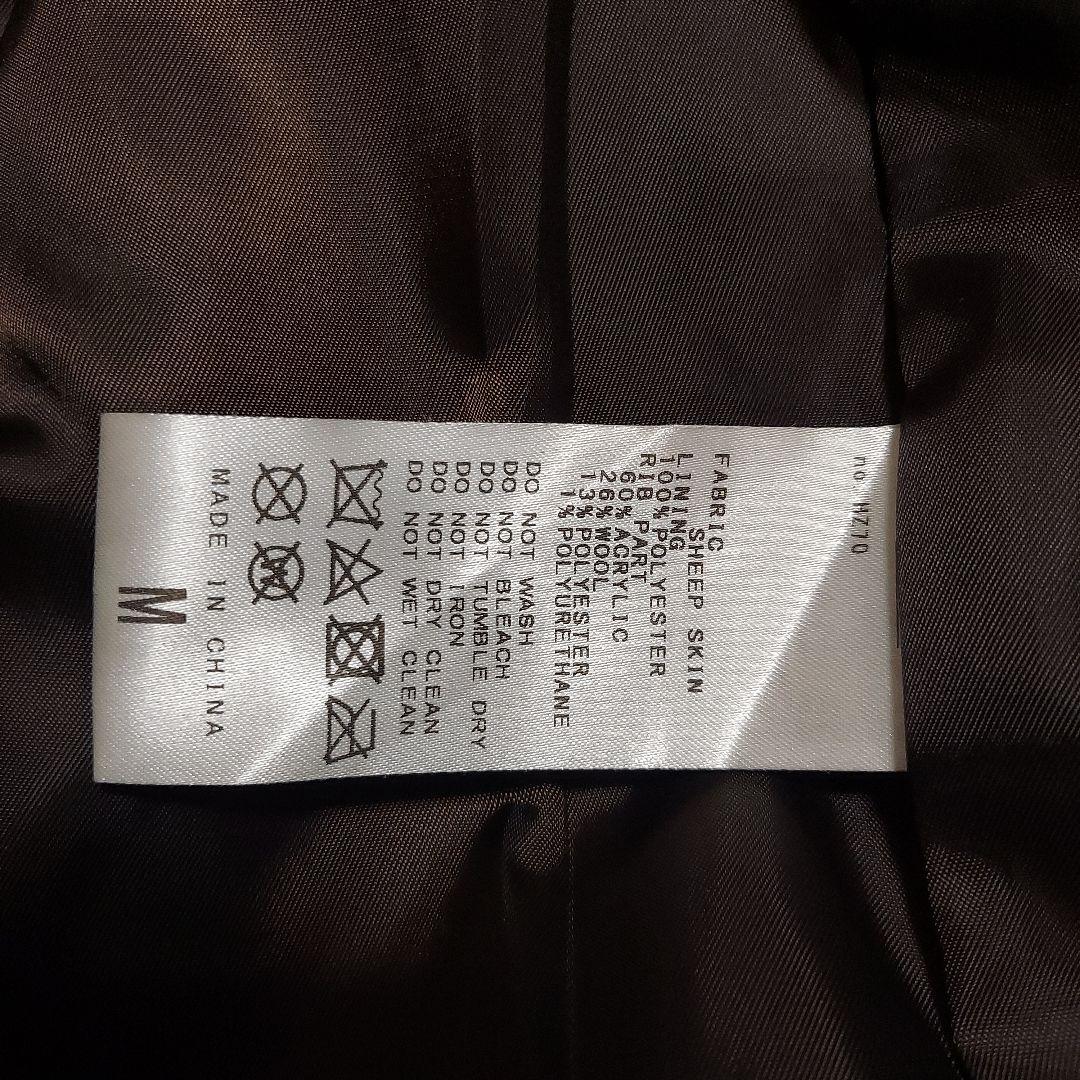 no HZ70
FABRIC
SHEEP SKIN
LINING
100% POLYESTER
RIB PART
60% ACRYLIC
26% WOOL
13% POLYESTER
1% POLYURETHANE
DO NOT WASH
DO NOT BLEACH
DO NOT TUMBLE DRY
DO NOT IRON
DO NOT DRY CLEAN
DO NOT WET CLEAN
W
MADE IN CHINA
M